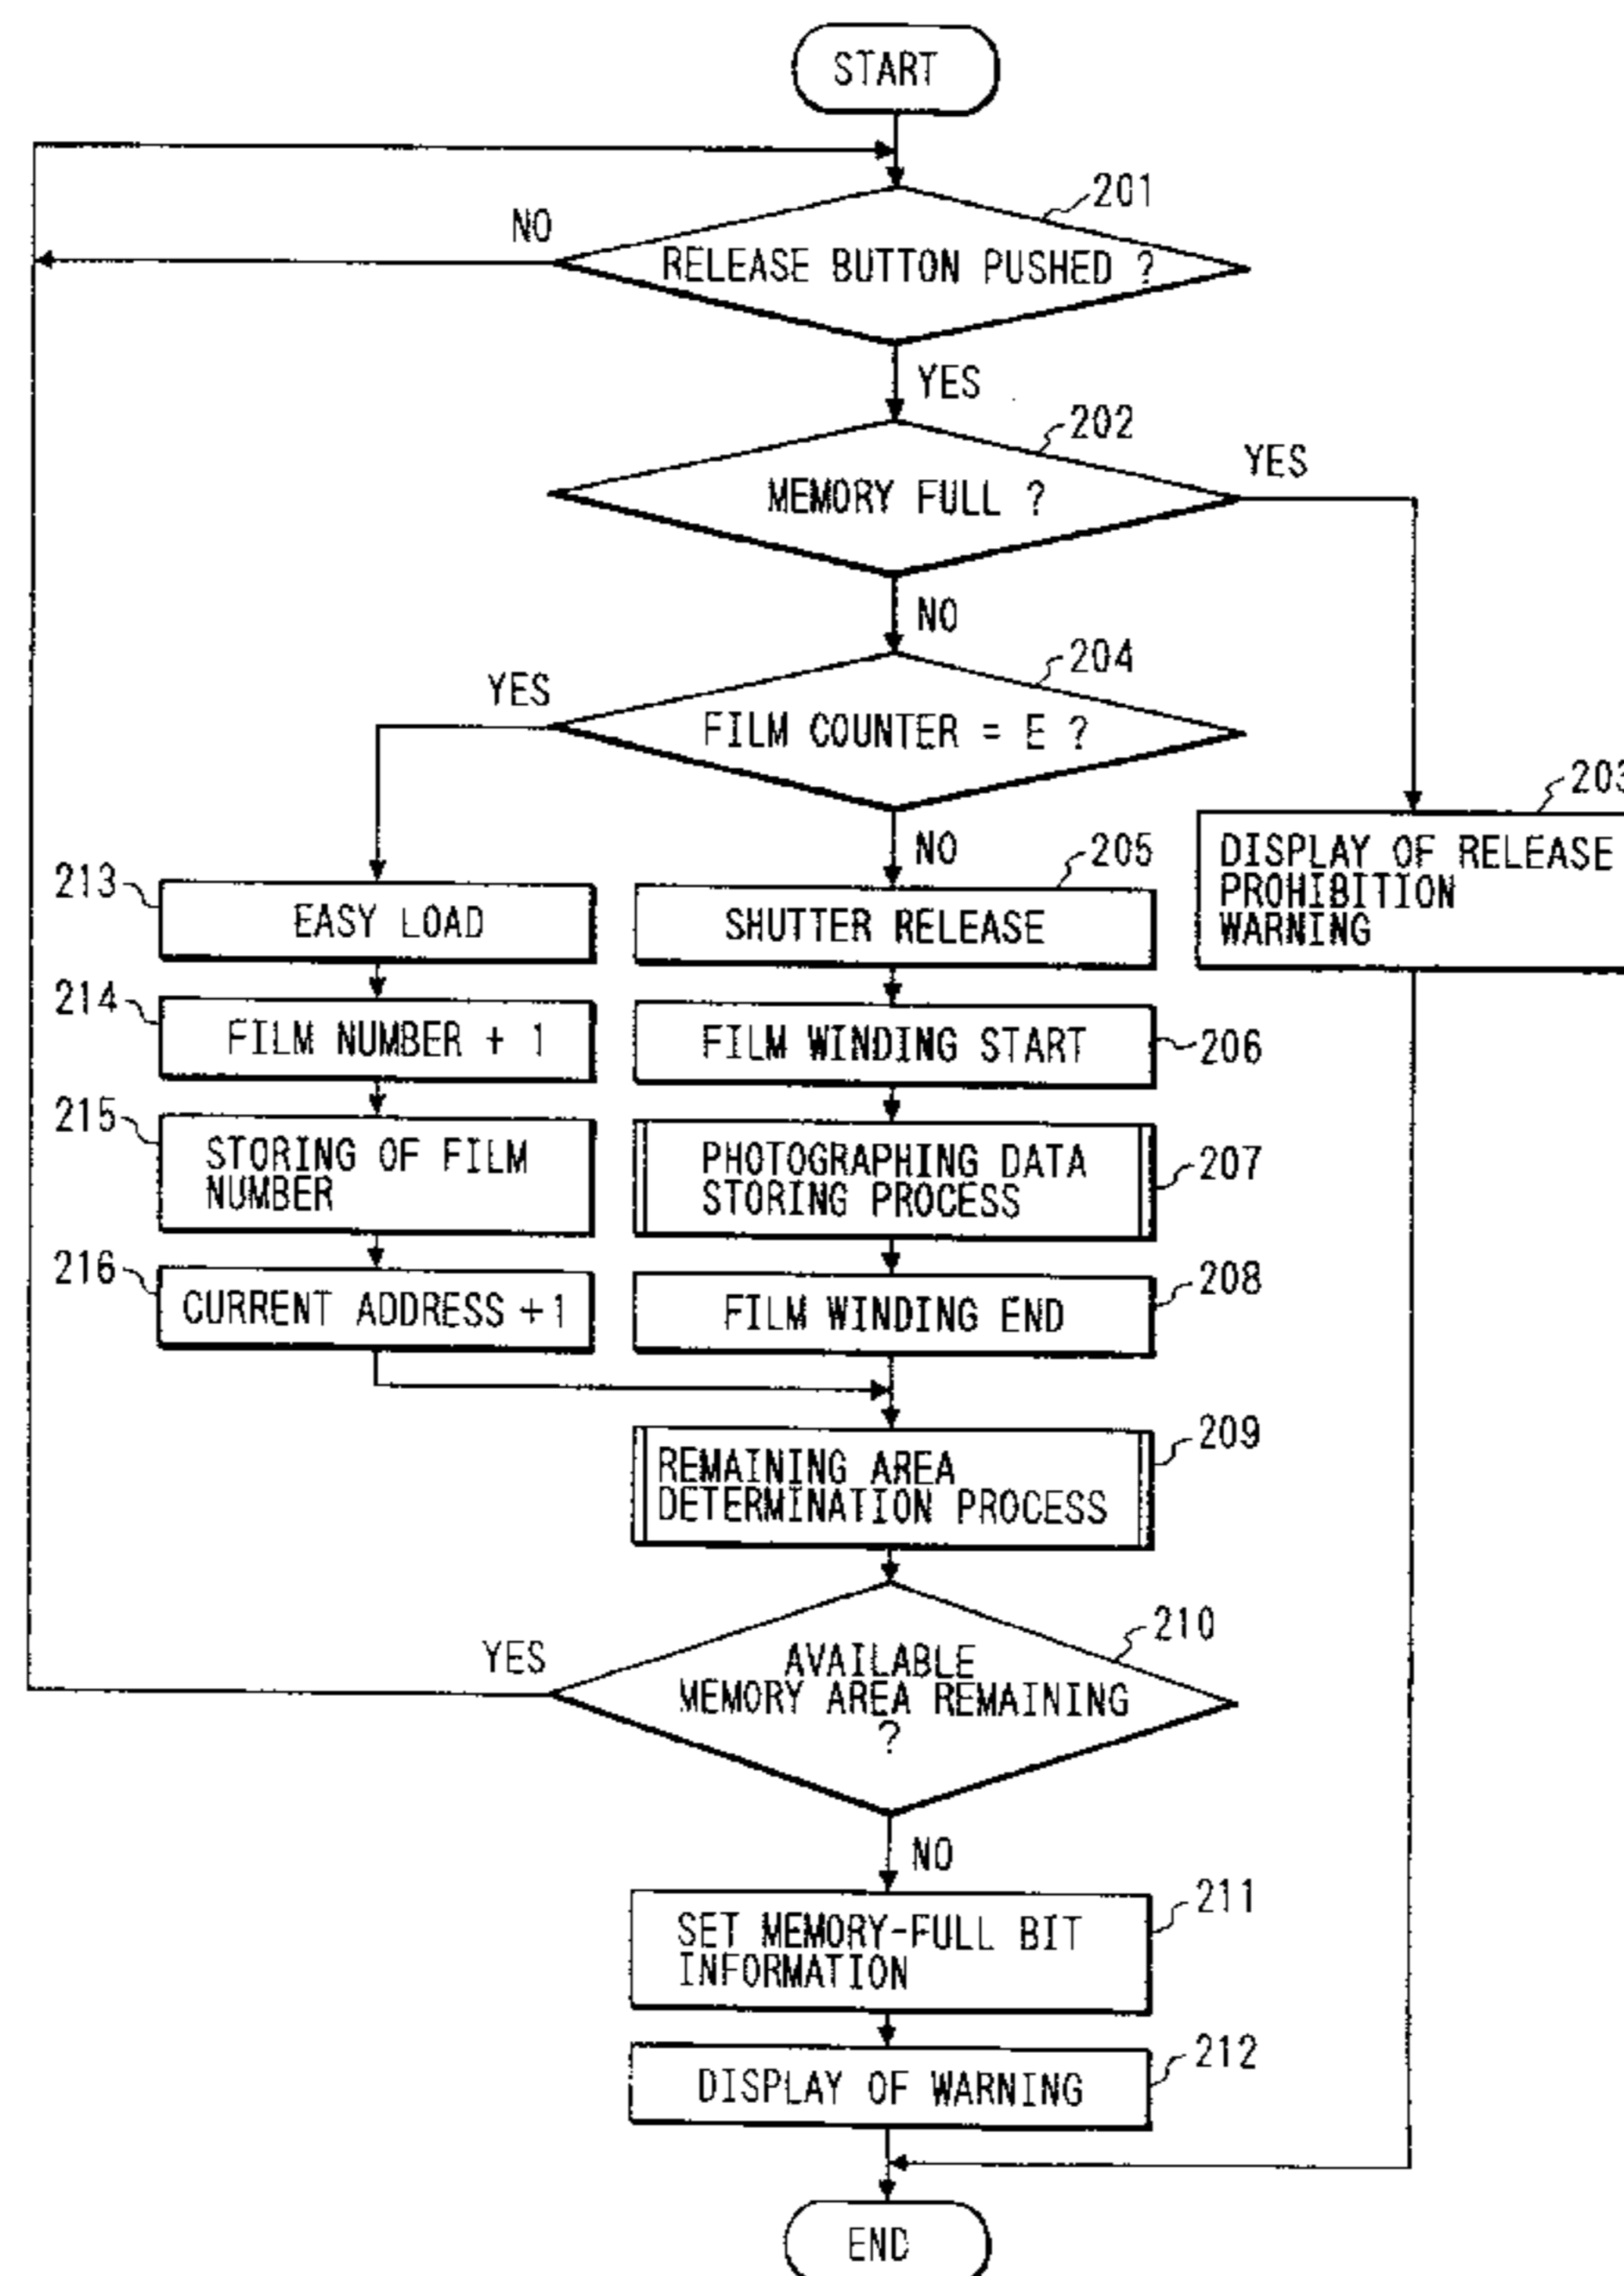 START
201
NO
RELEASE BUTTON PUSHED ?
YES
202
YES
MEMORY FULL ?
NO
204
YES
FILM COUNTER = E ?
203
NO
205
DISPLAY OF RELEASE
PROHIBITION
WARNING
213
EASY LOAD
SHUTTER RELEASE
214
FILM NUMBER + 1
FILM WINDING START
206
215
STORING OF FILM
NUMBER
PHOTOGRAPHING DATA
STORING PROCESS
207
216
CURRENT ADDRESS +1
FILM WINDING END
208
REMAINING AREA
DETERMINATION PROCESS
209
210
YES
AVAILABLE
MEMORY AREA REMAINING
?
NO
211
SET MEMORY-FULL BIT
INFORMATION
212
DISPLAY OF WARNING
END